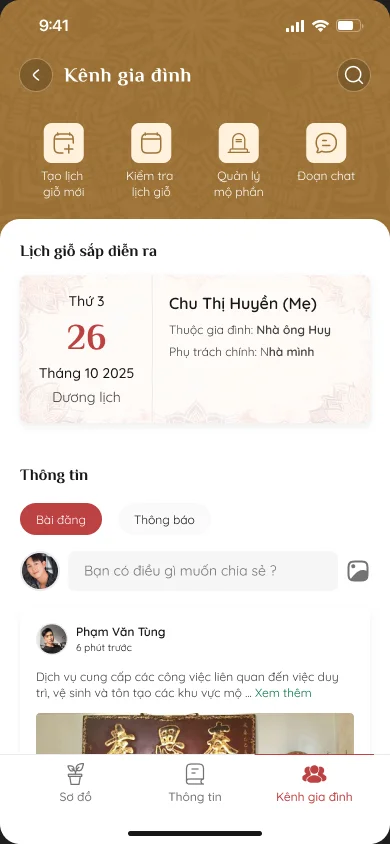 9:41
Kênh gia đình
Tạo lịch
giỗ mới
Kiểm tra
lịch giỗ
Quản lý
mộ phần
Đoạn chat
Lịch giỗ sắp diễn ra
Thứ 3
26
Tháng 10 2025
Dương lịch
Chu Thị Huyền (Mẹ)
Thuộc gia đình: Nhà ông Huy
Phụ trách chính: Nhà mình
Thông tin
Bài đăng
Thông báo
Bạn có điều gì muốn chia sẻ ?
Phạm Văn Tùng
6 phút trước
Dịch vụ cung cấp các công việc liên quan đến việc duy
trì, vệ sinh và tôn tạo các khu vực mộ ... Xem thêm
Sơ đồ
Thông tin
Kênh gia đình